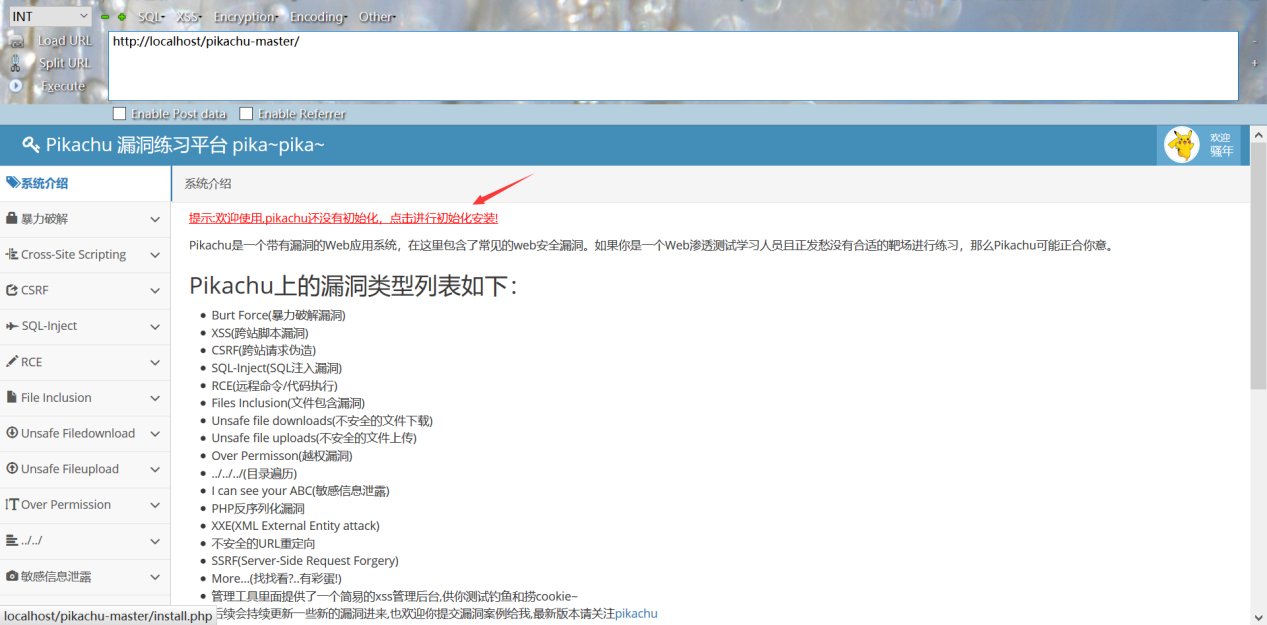 INT SQL- XSS- Encryption- Encoding- Other-
Load URL http://localhost/pikachu-master/
Split URL
Execute
Enable Post data Enable Referrer
Pikachu 漏洞练习平台 pika~pika~
欢迎
骚年
系统介绍
暴力破解
Cross-Site Scripting
CSRF
SQL-Inject
RCE
File Inclusion
Unsafe Filedownload
Unsafe Fileupload
Over Permission
../../
敏感信息泄露
系统介绍
提示:欢迎使用,pikachu还没有初始化，点击进行初始化安装!
Pikachu是一个带有漏洞的Web应用系统，在这里包含了常见的web安全漏洞。如果你是一个Web渗透测试学习人员且正发愁没有合适的靶场进行练习，那么Pikachu可能正合你意。
Pikachu上的漏洞类型列表如下：
Burt Force(暴力破解漏洞)
XSS(跨站脚本漏洞)
CSRF(跨站请求伪造)
SQL-Inject(SQL注入漏洞)
RCE(远程命令/代码执行)
Files Inclusion(文件包含漏洞)
Unsafe file downloads(不安全的文件下载)
Unsafe file uploads(不安全的文件上传)
Over Permisson(越权漏洞)
../../../(目录遍历)
I can see your ABC(敏感信息泄露)
PHP反序列化漏洞
XXE(XML External Entity attack)
不安全的URL重定向
SSRF(Server-Side Request Forgery)
More...(找找看?..有彩蛋!)
管理工具里面提供了一个简易的xss管理后台,供你测试钓鱼和捞cookie~
后续会持续更新一些新的漏洞进来,也欢迎你提交漏洞案例给我,最新版本请关注pikachu
localhost/pikachu-master/install.php